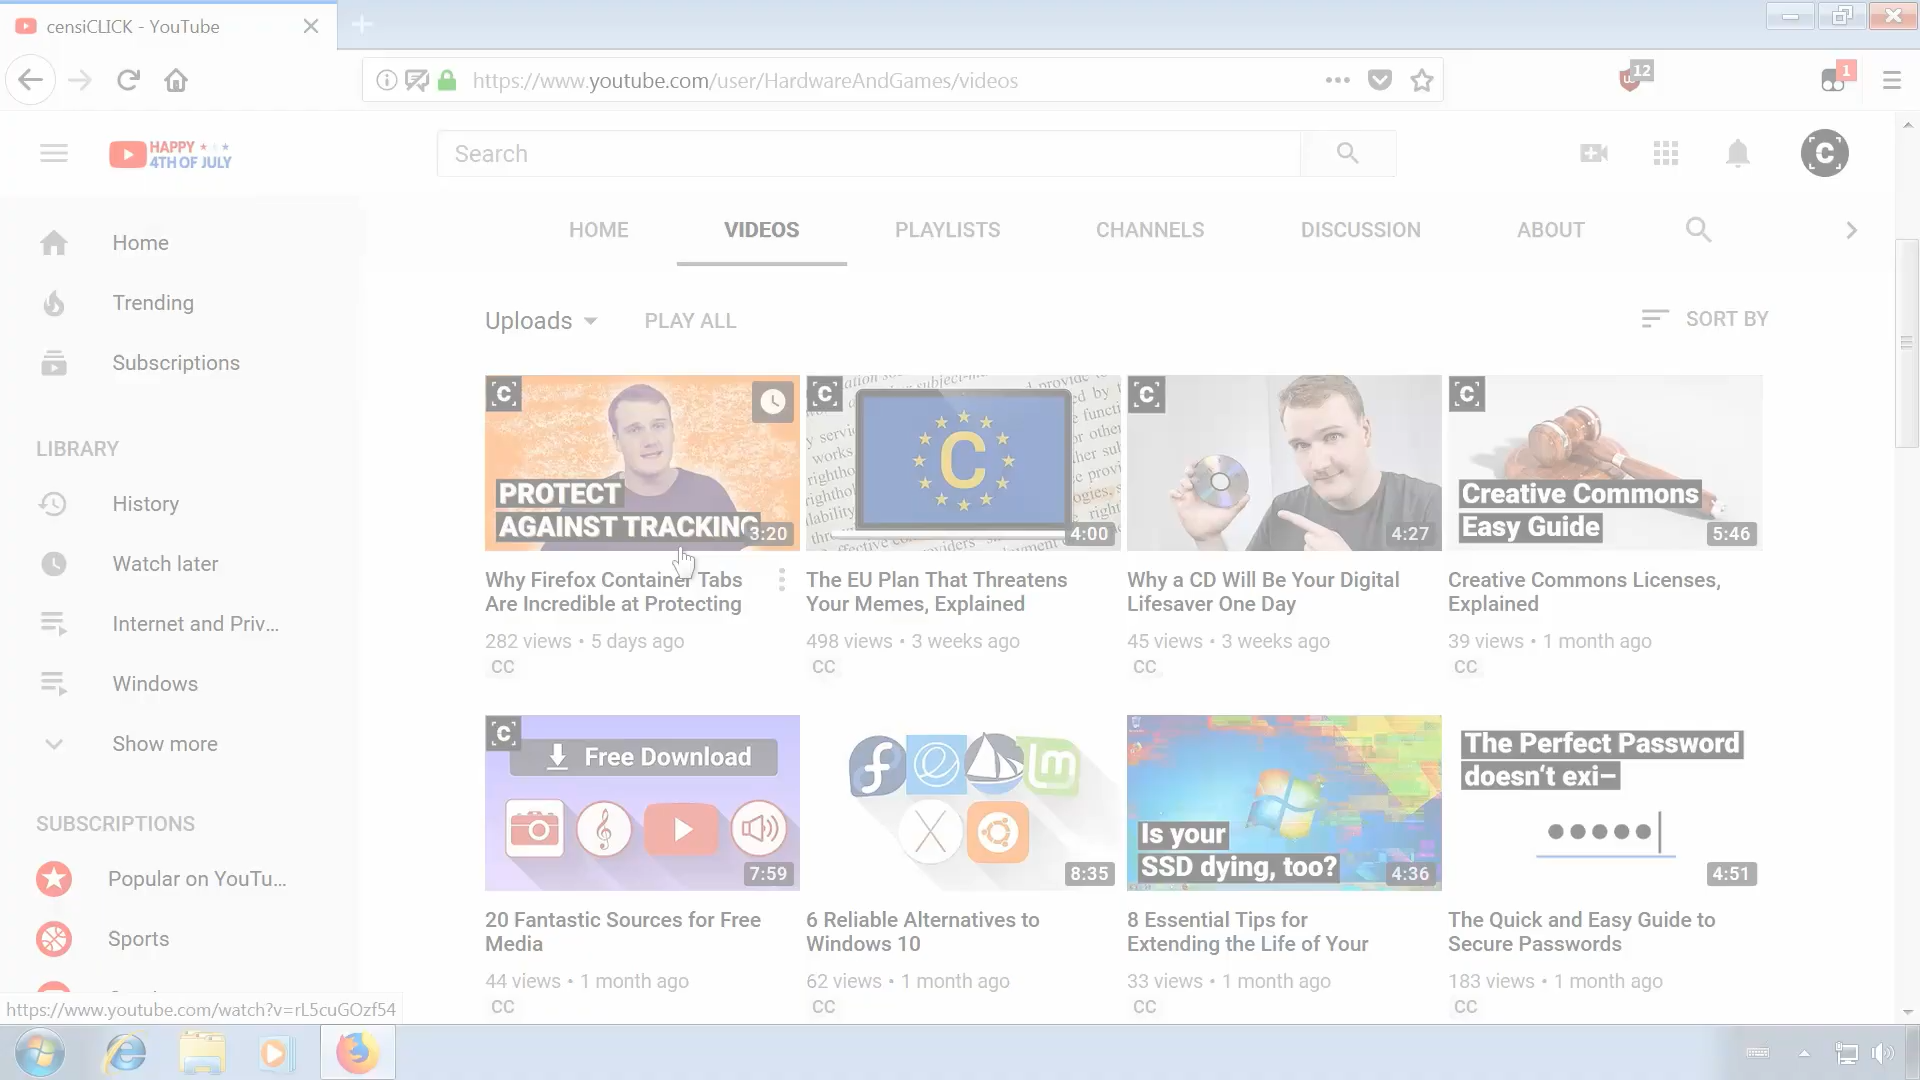 censiCLICK - YouTube
https://www.youtube.com/user/HardwareAndGames/videos
12
1
HAPPY
4TH OF JULY
Search
C
HOME
VIDEOS
PLAYLISTS
CHANNELS
DISCUSSION
ABOUT
Home
Trending
Subscriptions
LIBRARY
History
Watch later
Internet and Priv...
Windows
Show more
SUBSCRIPTIONS
Popular on YouTu...
Sports
Uploads
PLAY ALL
SORT BY
C
PROTECT
AGAINST TRACKING
3:20
Why Firefox Container Tabs
Are Incredible at Protecting
282 views • 5 days ago
CC
C
C
4:00
The EU Plan That Threatens
Your Memes, Explained
498 views • 3 weeks ago
CC
C
4:27
Why a CD Will Be Your Digital
Lifesaver One Day
45 views • 3 weeks ago
CC
C
Creative Commons
Easy Guide
5:46
Creative Commons Licenses,
Explained
39 views • 1 month ago
CC
C
Free Download
7:59
20 Fantastic Sources for Free
Media
44 views • 1 month ago
CC
8:35
6 Reliable Alternatives to
Windows 10
62 views • 1 month ago
CC
Is your
SSD dying, too?
4:36
8 Essential Tips for
Extending the Life of Your
33 views • 1 month ago
CC
The Perfect Password
doesn't exi–
4:51
The Quick and Easy Guide to
Secure Passwords
183 views • 1 month ago
CC
https://www.youtube.com/watch?v=rL5cuGOzf54